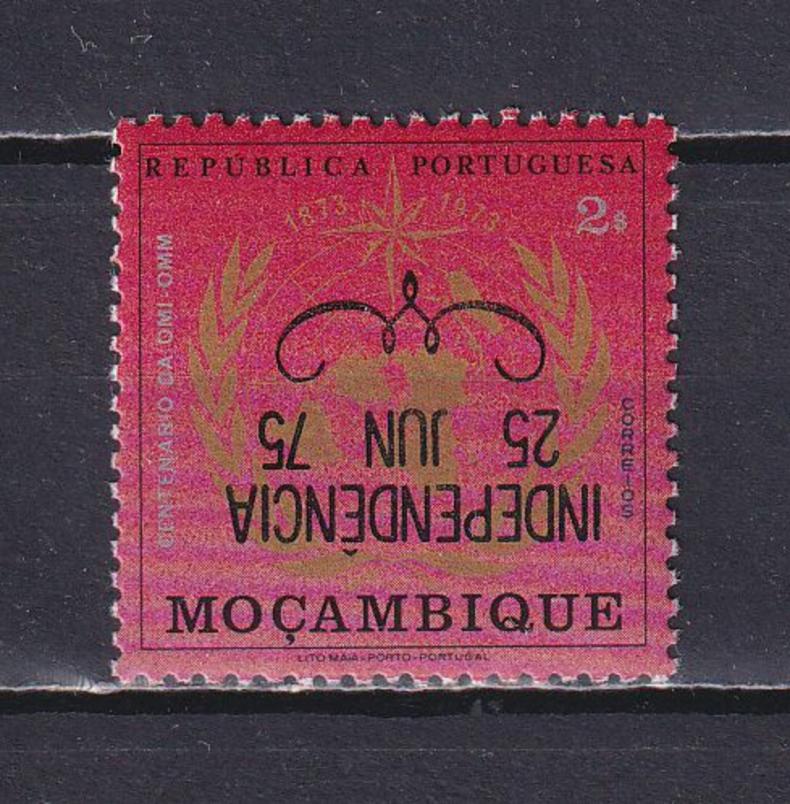 REPÚBLICA PORTUGUESA
1873 1973
2$
CENTENÁRIO DA OMI-OMM
CORREIOS
INDEPENDÊNCIA
25 JUN 75
MOÇAMBIQUE
LITO MAIA-PORTO-PORTUGAL